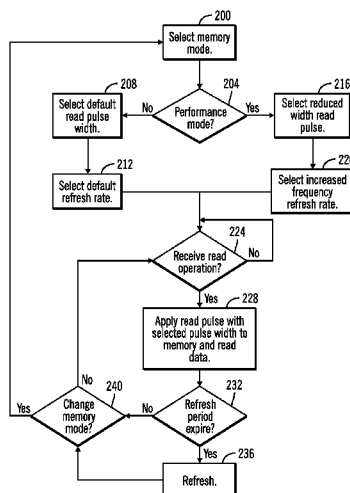 200
Select memory
mode.
208
Select default
read pulse
width.
No
204
Performance
mode?
Yes
216
Select reduced
width read
pulse.
212
Select default
refresh rate.
220
Select increased
frequency
refresh rate.
224
Receive read
operation?
No
Yes
228
Apply read pulse with
selected pulse width to
memory and read
data.
No
240
Yes
Change
memory
mode?
No
232
Refresh
period
expire?
Yes
236
Refresh.